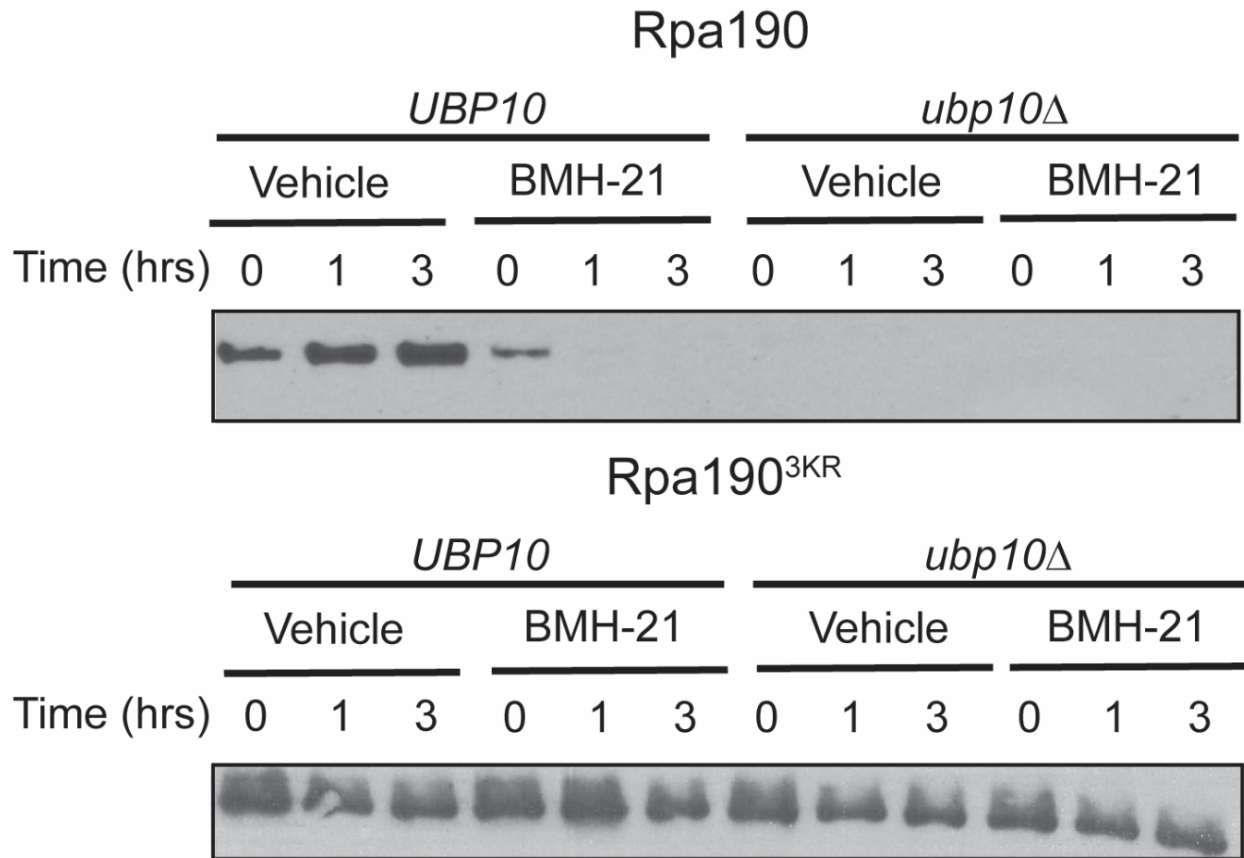 Rpa190
UBP10 ubp10Δ
Vehicle BMH-21 Vehicle BMH-21
Time (hrs) 0 1 3 0 1 3 0 1 3 0 1 3
Rpa190³ᴷᴿ
UBP10 ubp10Δ
Vehicle BMH-21 Vehicle BMH-21
Time (hrs) 0 1 3 0 1 3 0 1 3 0 1 3